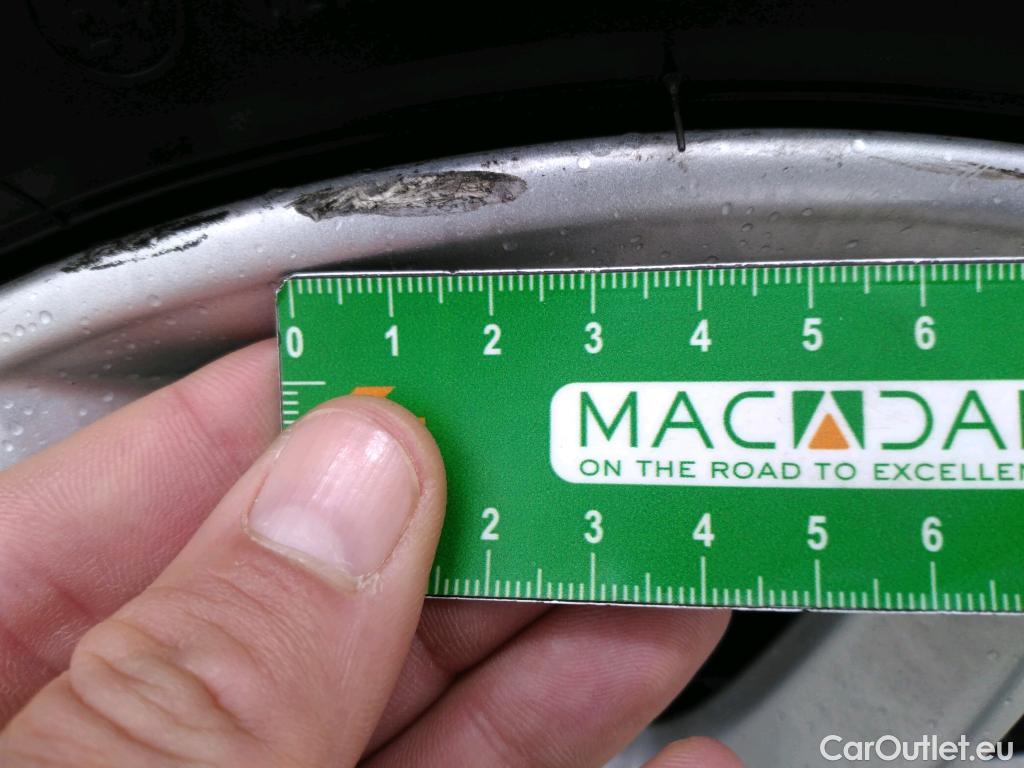 0 1 2 3 4 5 6
MACADA
ON THE ROAD TO EXCELLEN
2 3 4 5 6
CarOutlet.eu